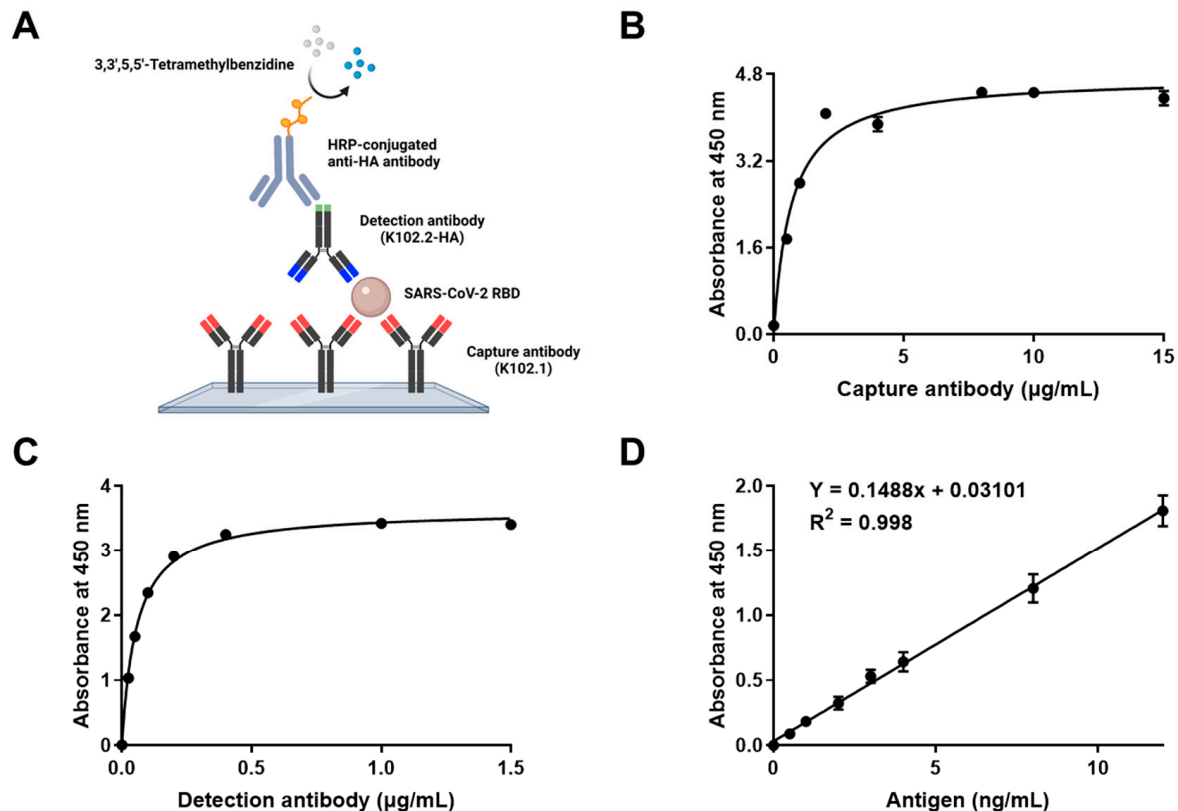 A
3,3',5,5'-Tetramethylbenzidine
HRP-conjugated
anti-HA antibody
Detection antibody
(K102.2-HA)
SARS-CoV-2 RBD
Capture antibody
(K102.1)
B
Absorbance at 450 nm
4.8
3.2
1.6
0.0
0
5
10
15
Capture antibody (µg/mL)
C
Absorbance at 450 nm
4
3
2
1
0
0.0
0.5
1.0
1.5
Detection antibody (µg/mL)
D
Y = 0.1488x + 0.03101
R² = 0.998
Absorbance at 450 nm
2.0
1.5
1.0
0.5
0.0
0
5
10
Antigen (ng/mL)